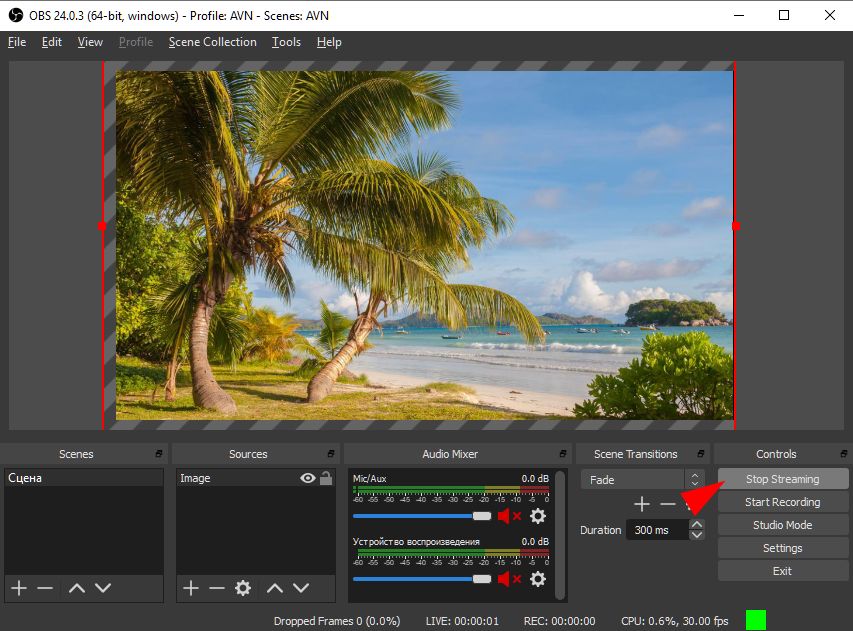 OBS 24.0.3 (64-bit, windows) - Profile: AVN - Scenes: AVN
File Edit View Profile Scene Collection Tools Help
Scenes Sources Audio Mixer Scene Transitions Controls
Сцена
Image
Mic/Aux 0.0 dB
-60 -55 -50 -45 -40 -35 -30 -25 -20 -15 -10 -5 0
Устройство воспроизведения 0.0 dB
-60 -55 -50 -45 -40 -35 -30 -25 -20 -15 -10 -5 0
Fade
Duration 300 ms
Stop Streaming
Start Recording
Studio Mode
Settings
Exit
Dropped Frames 0 (0.0%) LIVE: 00:00:01 REC: 00:00:00 CPU: 0.6%, 30.00 fps